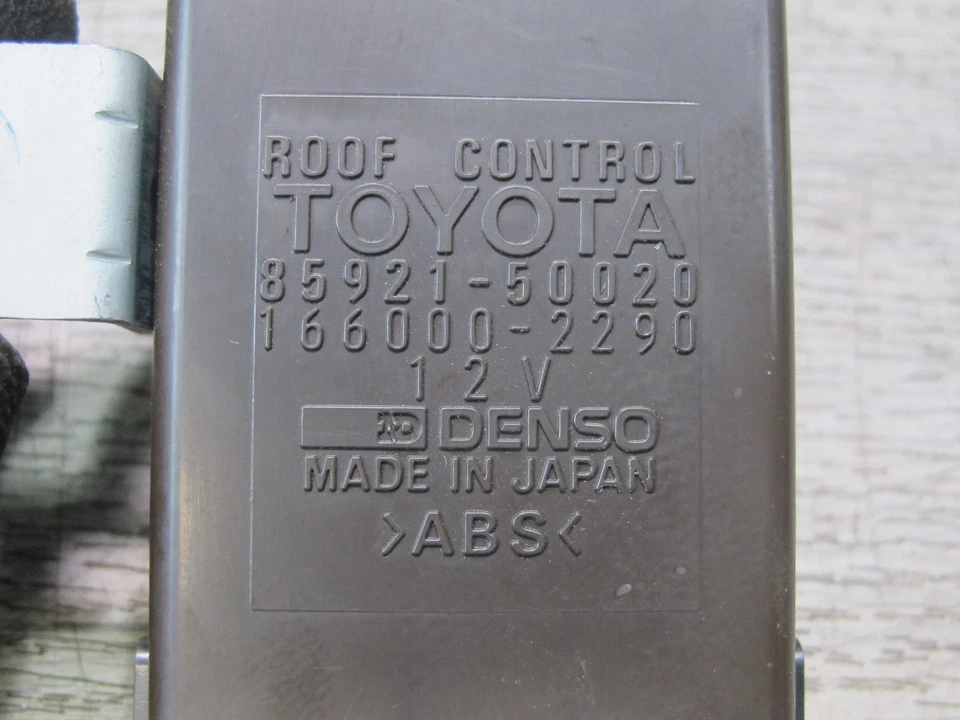 ROOF CONTROL
TOYOTA
85921-50020
166000-2290
12V
DENSO
MADE IN JAPAN
>ABS<